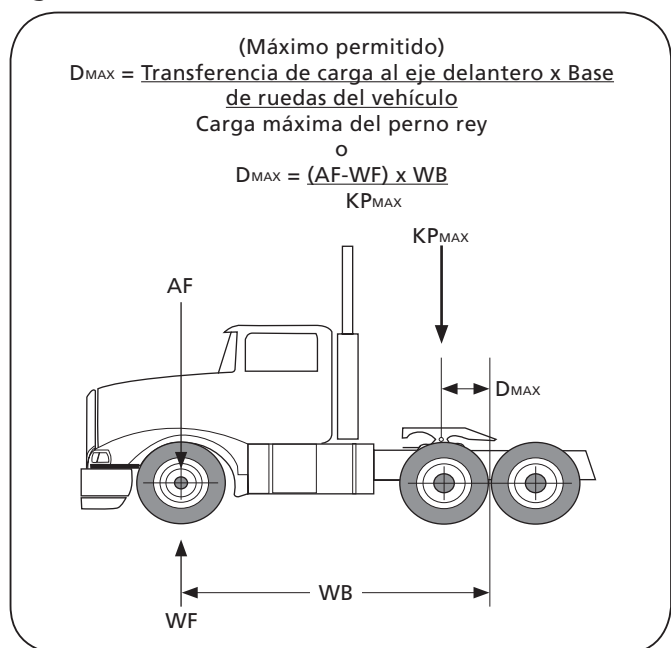 (Máximo permitido)
DMAX = Transferencia de carga al eje delantero x Base
de ruedas del vehículo
Carga máxima del perno rey
o
DMAX = (AF-WF) x WB
KPMAX
KPMAX
AF
DMAX
WB
WF